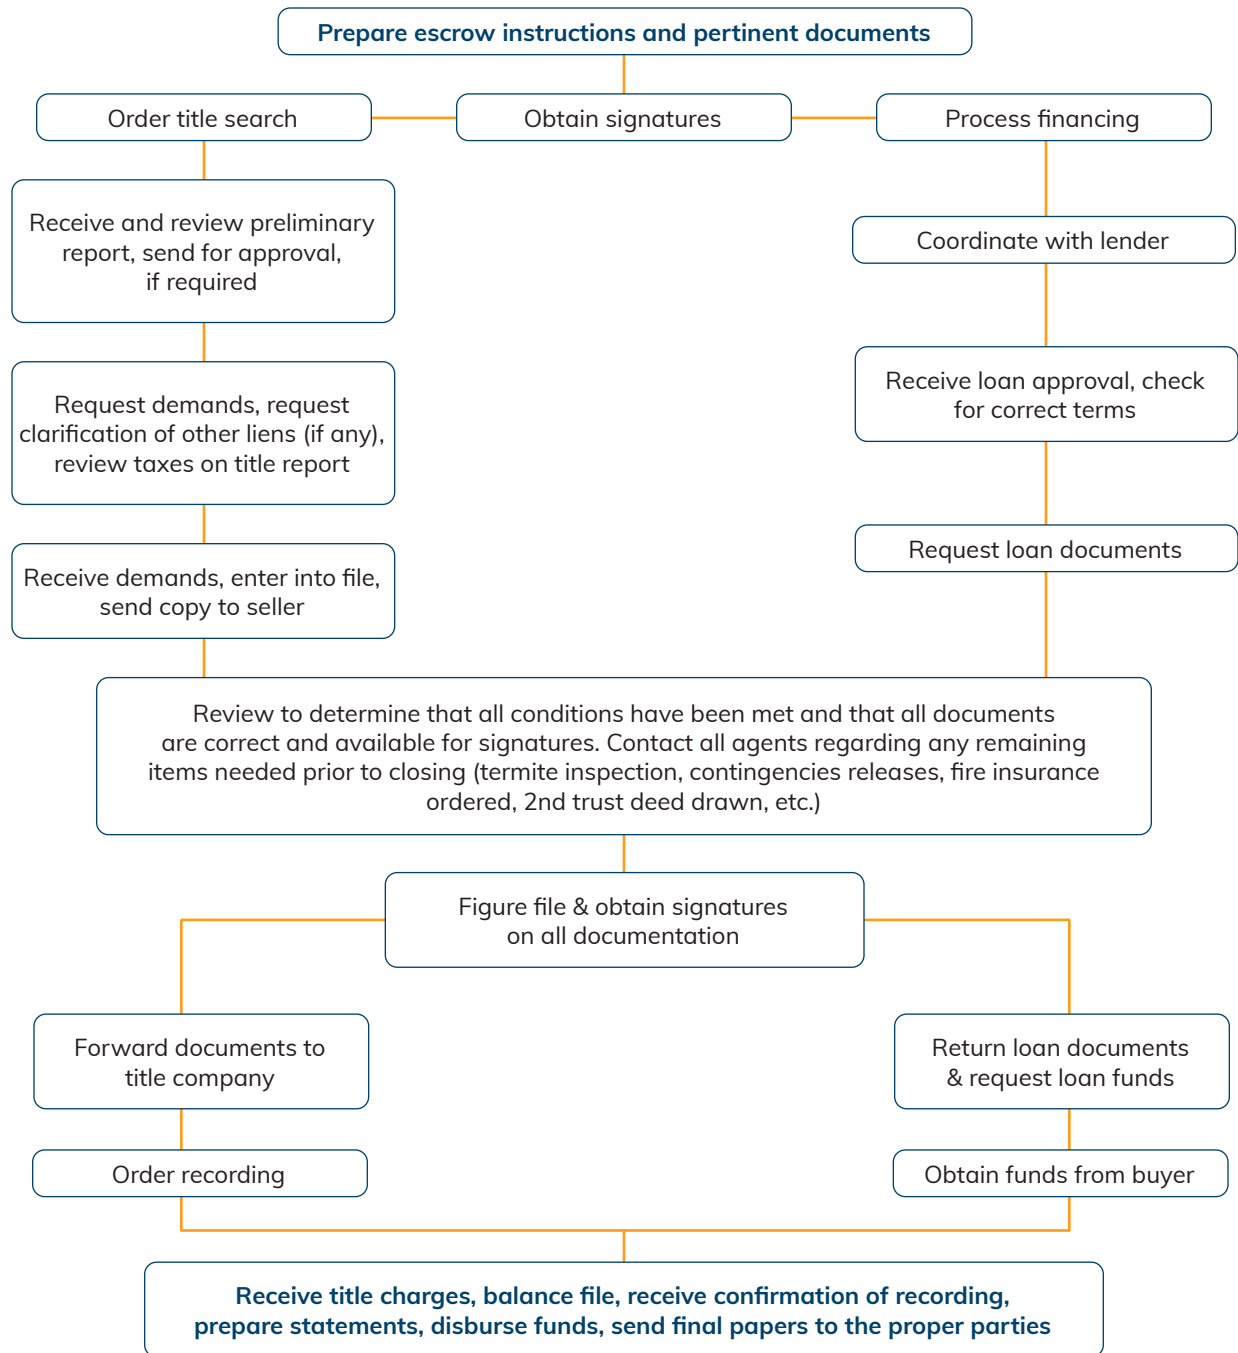 Prepare escrow instructions and pertinent documents
Order title search
Obtain signatures
Process financing
Receive and review preliminary
report, send for approval,
if required
Coordinate with lender
Request demands, request
clarification of other liens (if any),
review taxes on title report
Receive loan approval, check
for correct terms
Receive demands, enter into file,
send copy to seller
Request loan documents
Review to determine that all conditions have been met and that all documents
are correct and available for signatures. Contact all agents regarding any remaining
items needed prior to closing (termite inspection, contingencies releases, fire insurance
ordered, 2nd trust deed drawn, etc.)
Figure file & obtain signatures
on all documentation
Forward documents to
title company
Return loan documents
& request loan funds
Order recording
Obtain funds from buyer
Receive title charges, balance file, receive confirmation of recording,
prepare statements, disburse funds, send final papers to the proper parties